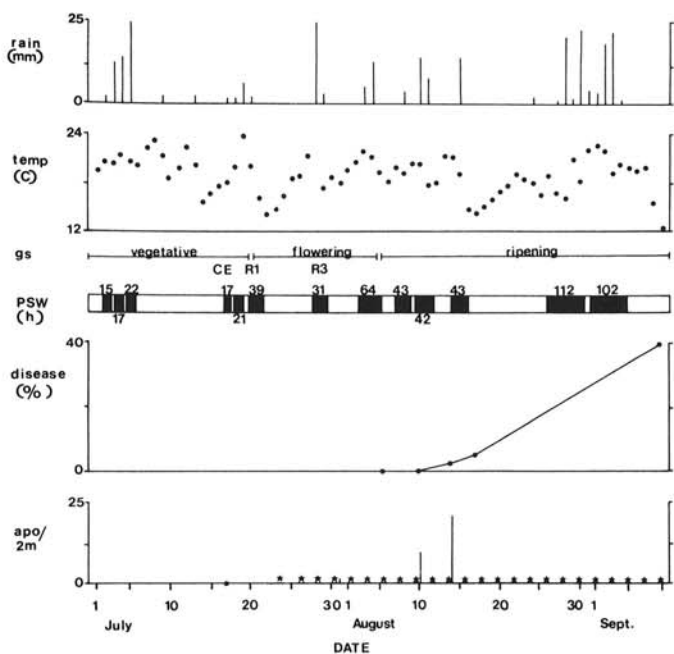 25
rain
(mm)
0
24
temp
(C)
12
gs
vegetative flowering ripening
CE R1 R3
15 22 17 39 31 64 43 43 112 102
PSW
(h)
17 21 42
40
disease
(%)
0
25
apo/
2m
0
1 10 20 30 1 10 20 30 1
July August Sept.
DATE